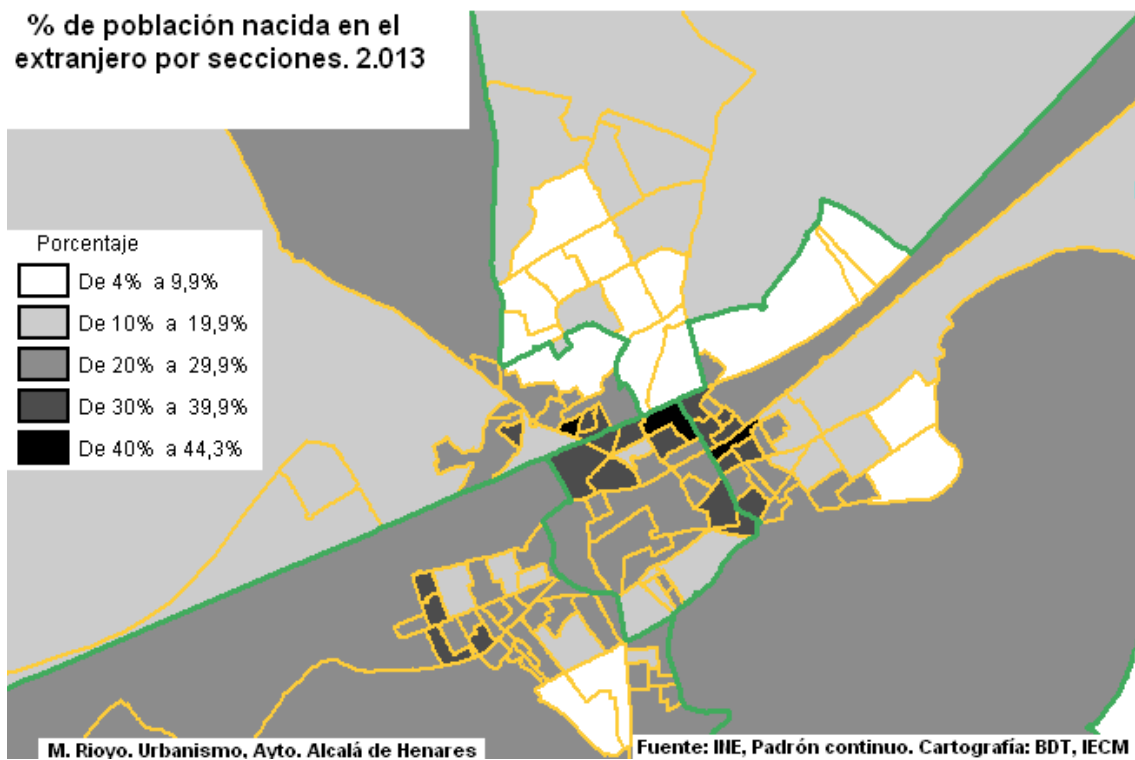 % de población nacida en el
extranjero por secciones. 2.013
Porcentaje
De 4% a 9,9%
De 10% a 19,9%
De 20% a 29,9%
De 30% a 39,9%
De 40% a 44,3%
M. Rioyo. Urbanismo, Ayto. Alcalá de Henares
Fuente: INE, Padrón continuo. Cartografía: BDT, IECM